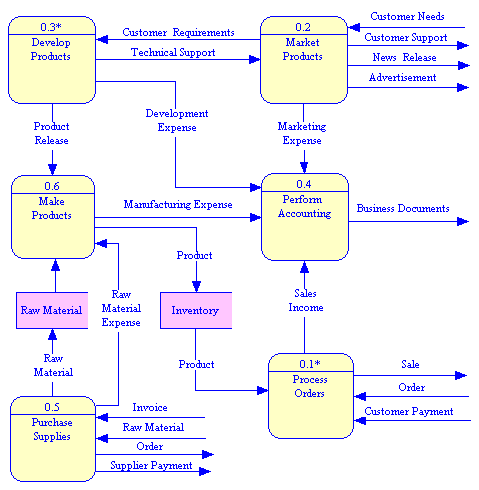 0.3*
Develop
Products
Customer Requirements
Technical Support
0.2
Market
Products
Customer Needs
Customer Support
News Release
Advertisement
Product
Release
Development
Expense
Marketing
Expense
0.6
Make
Products
Manufacturing Expense
0.4
Perform
Accounting
Business Documents
Product
Raw Material
Raw
Material
Expense
Inventory
Sales
Income
Raw
Material
Product
0.1*
Process
Orders
Sale
Order
Customer Payment
0.5
Purchase
Supplies
Invoice
Raw Material
Order
Supplier Payment